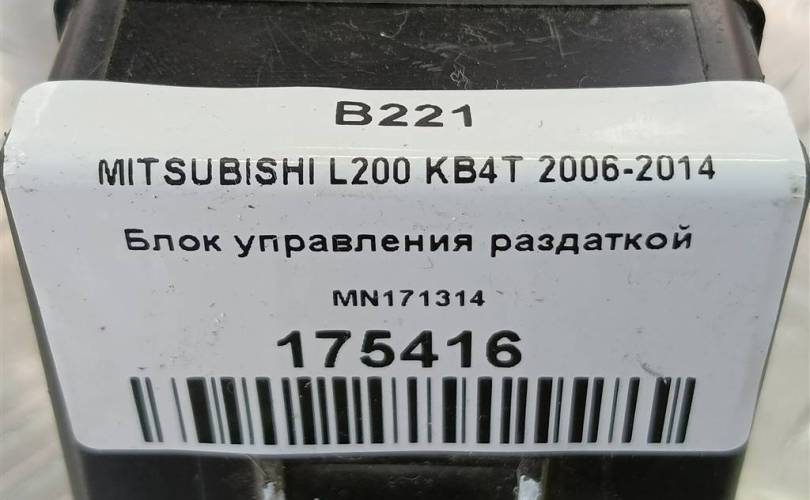 B221
MITSUBISHI L200 KB4T 2006-2014
Блок управления раздаткой
MN171314
175416